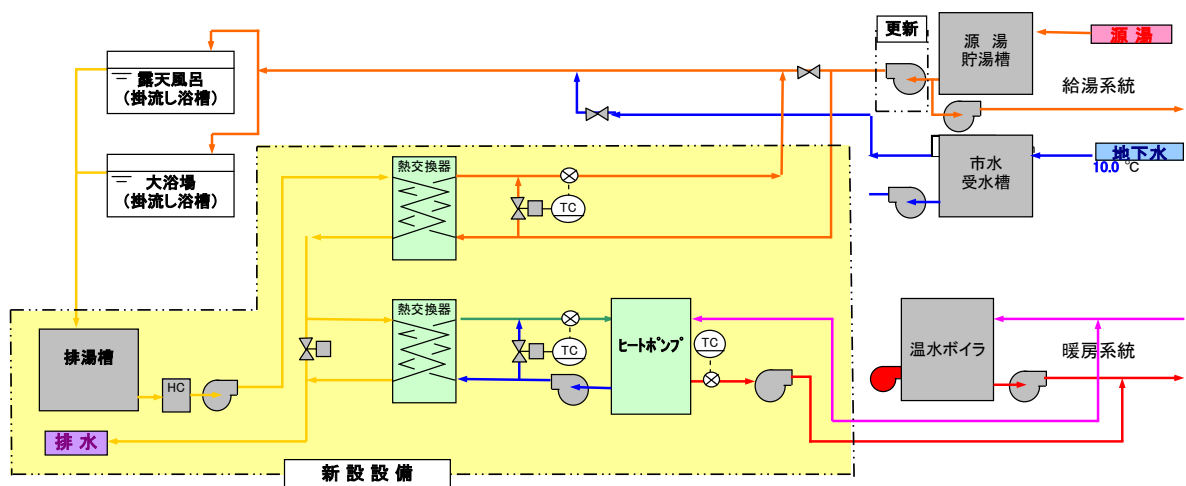 更新
源 湯
貯湯槽
源 湯
給湯系統
露天風呂
（掛流し浴槽）
大浴場
（掛流し浴槽）
市水
受水槽
地下水
10.0 ℃
熱交換器
TC
熱交換器
TC
ﾋｰﾄﾎﾟﾝﾌﾟ
TC
温水ボイラ
暖房系統
排湯槽
HC
排 水
新 設 設 備